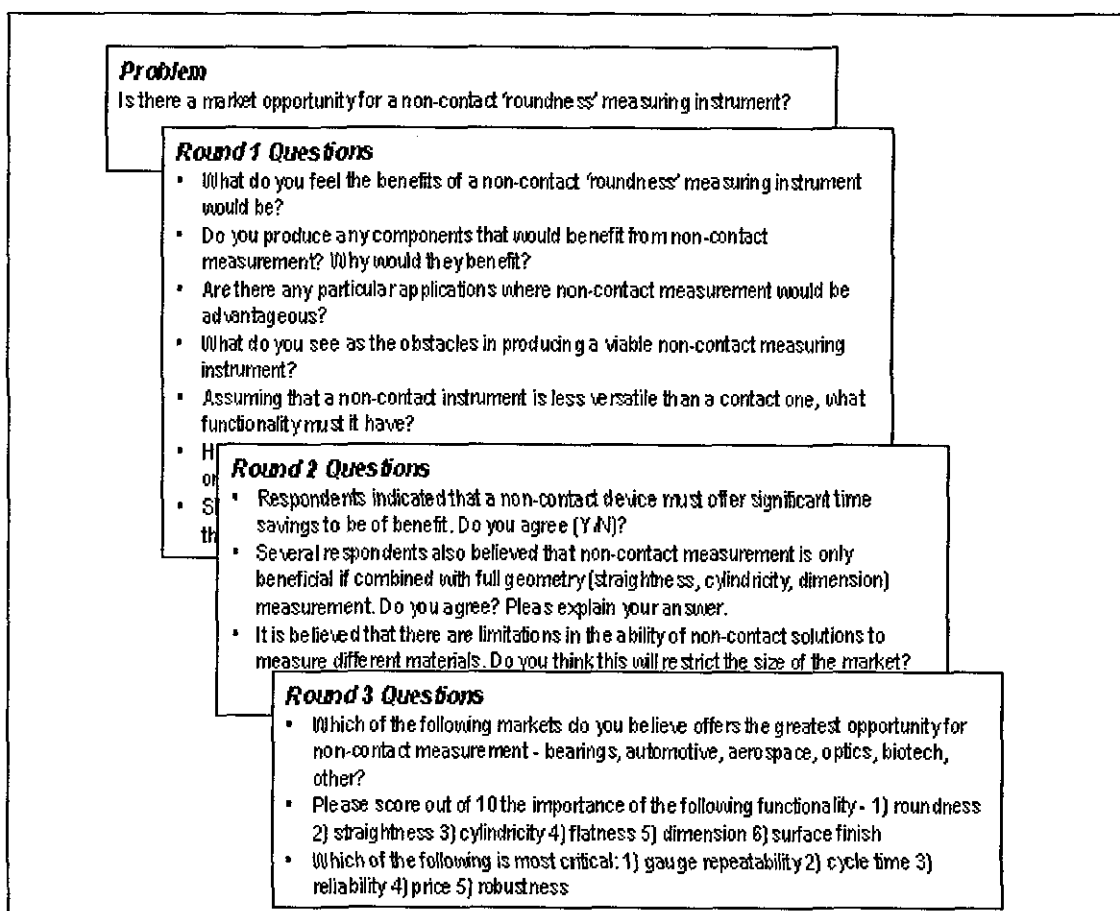 Problem
Is there a market opportunity for a non-contact 'roundness' measuring instrument?
Round 1 Questions
▪ What do you feel the benefits of a non-contact 'roundness' measuring instrument
would be?
▪ Do you produce any components that would benefit from non-contact
measurement? Why would they benefit?
▪ Are there any particular applications where non-contact measurement would be
advantageous?
▪ What do you see as the obstacles in producing a viable non-contact measuring
instrument?
▪ Assuming that a non-contact instrument is less versatile than a contact one, what
functionality must it have?
Round 2 Questions
▪ Respondents indicated that a non-contact device must offer significant time
savings to be of benefit. Do you agree (Y/N)?
▪ Several respondents also believed that non-contact measurement is only
beneficial if combined with full geometry (straightness, cylindricity, dimension)
measurement. Do you agree? Pleas explain your answer.
▪ It is believed that there are limitations in the ability of non-contact solutions to
measure different materials. Do you think this will restrict the size of the market?
Round 3 Questions
▪ Which of the following markets do you believe offers the greatest opportunity for
non-contact measurement - bearings, automotive, aerospace, optics, biotech,
other?
▪ Please score out of 10 the importance of the following functionality - 1) roundness
2) straightness 3) cylindricity 4) flatness 5) dimension 6) surface finish
▪ Which of the following is most critical: 1) gauge repeatability 2) cycle time 3)
reliability 4) price 5) robustness